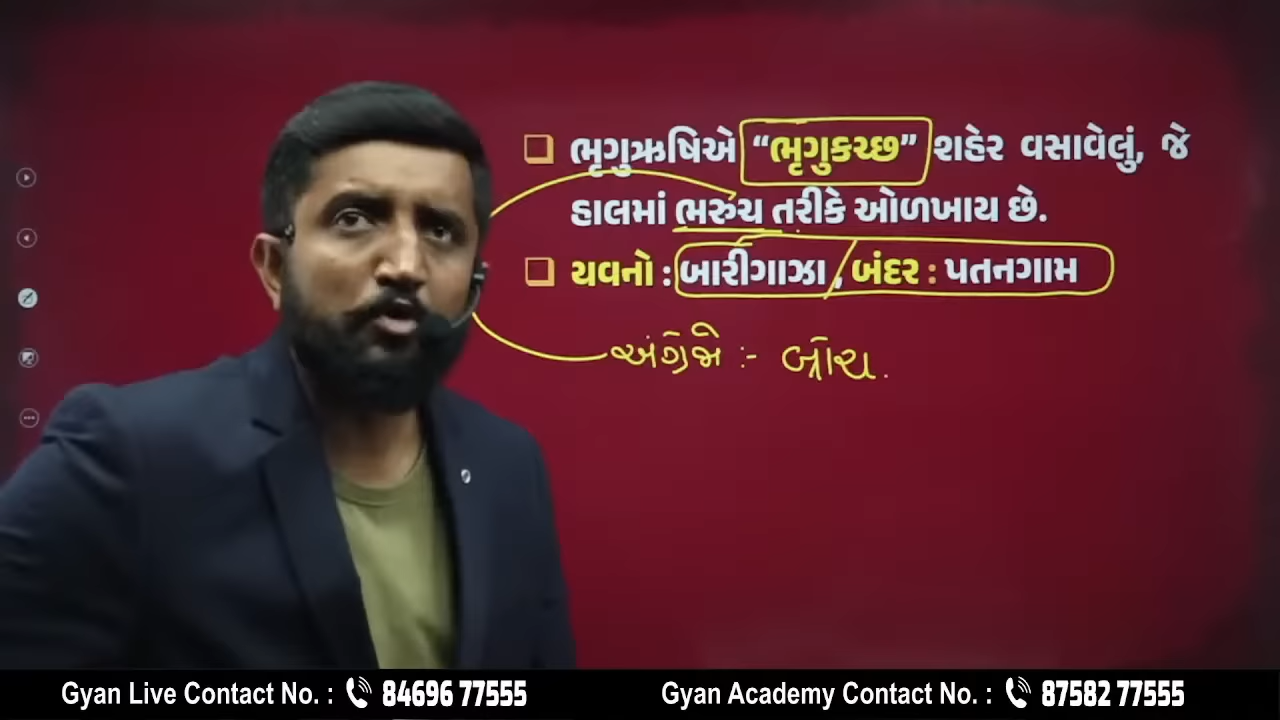 ભૃગુઋષિએ “ભૃગુકચ્છ” શહેર વસાવેલું, જે
હાલમાં ભરુચ તરીકે ઓળખાય છે.
યવનો : બારીગાઝા , બંદર : પતનગામ
અંગ્રેજો :- બ્રોચ.
Gyan Live Contact No. : 84696 77555
Gyan Academy Contact No. : 87582 77555